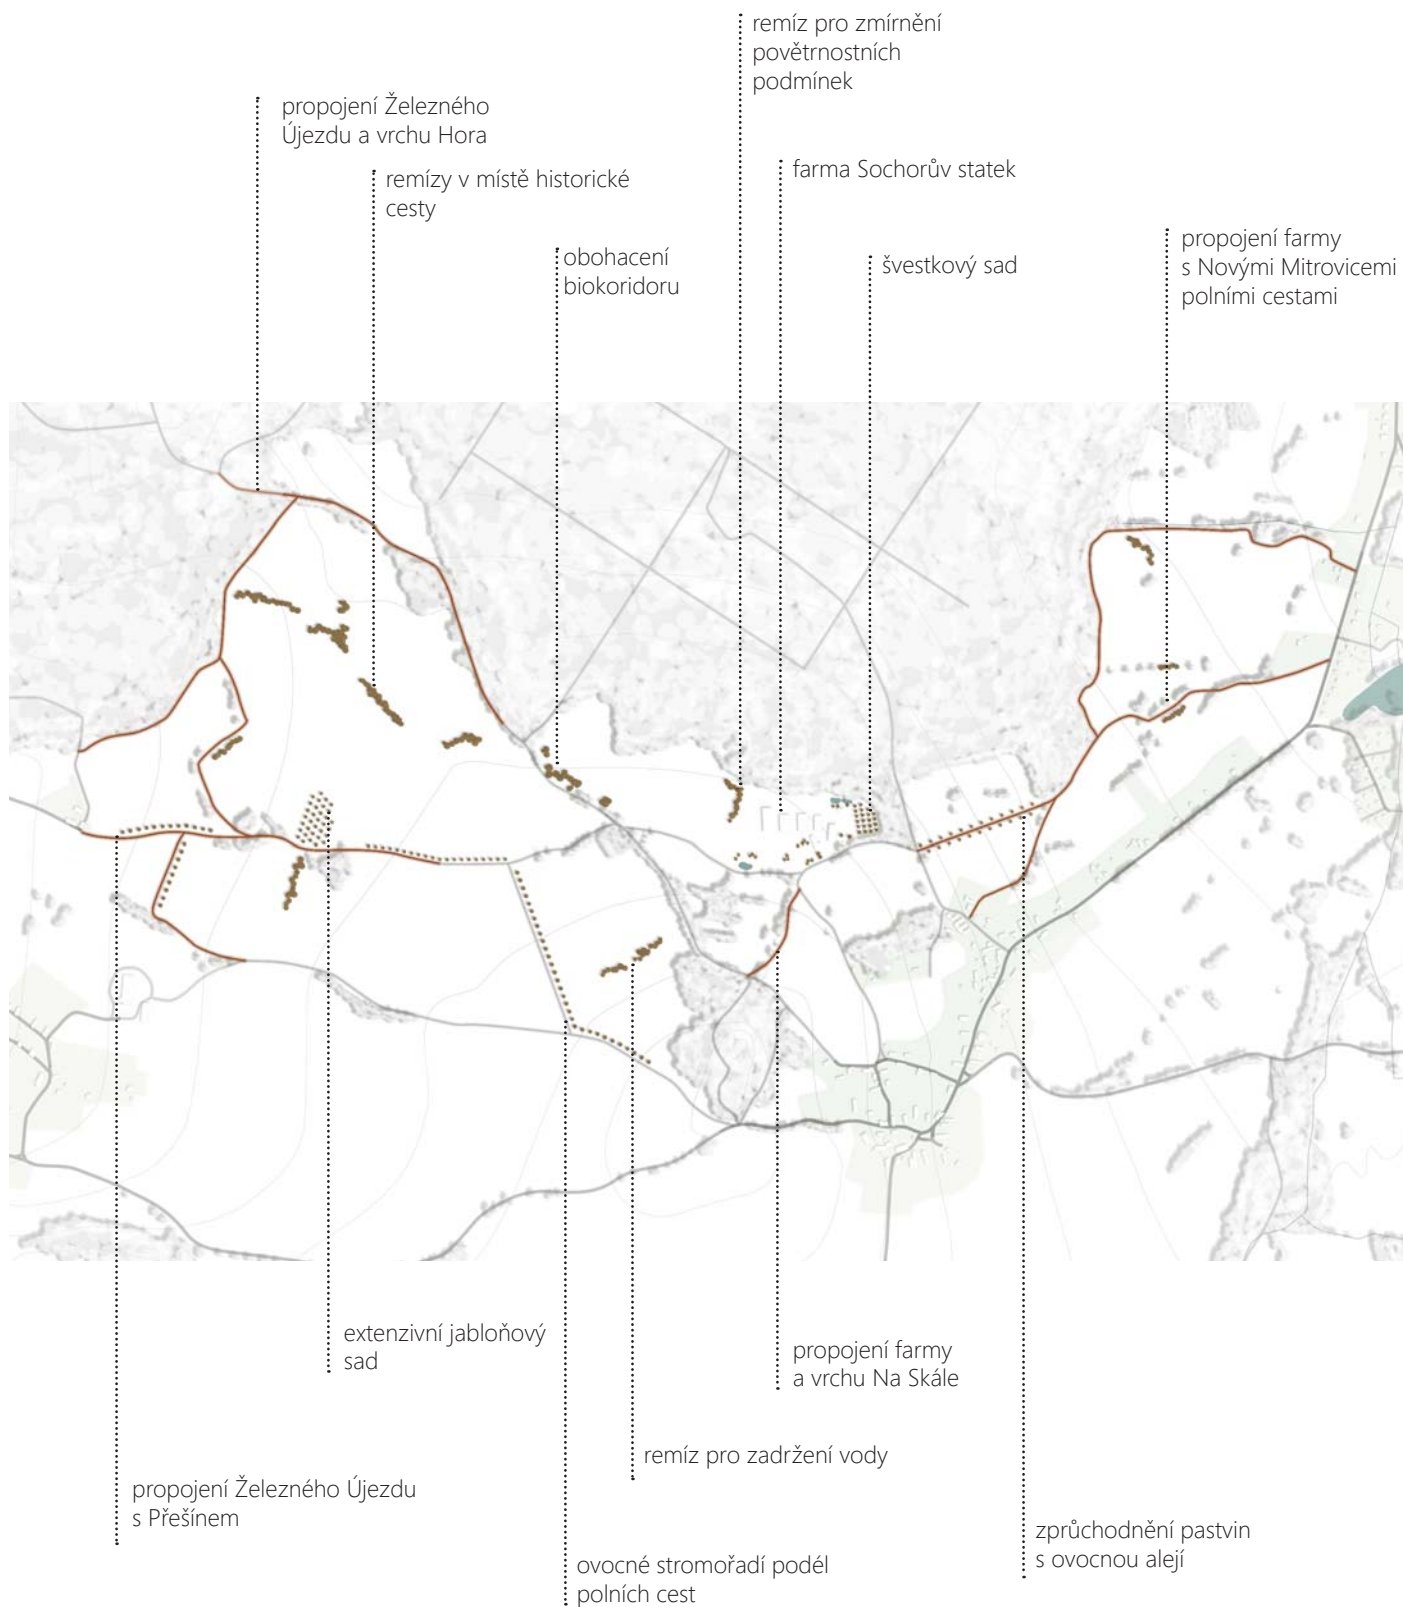 remíz pro zmírnění
povětrnostních
podmínek
propojení Železného
Újezdu a vrchu Hora
remízy v místě historické
cesty
farma Sochorův statek
obohacení
biokoridoru
švestkový sad
propojení farmy
s Novými Mitrovicemi
polními cestami
extenzivní jabloňový
sad
propojení farmy
a vrchu Na Skále
remíz pro zadržení vody
propojení Železného Újezdu
s Přešínem
zprůchodnění pastvin
s ovocnou alejí
ovocné stromořadí podél
polních cest